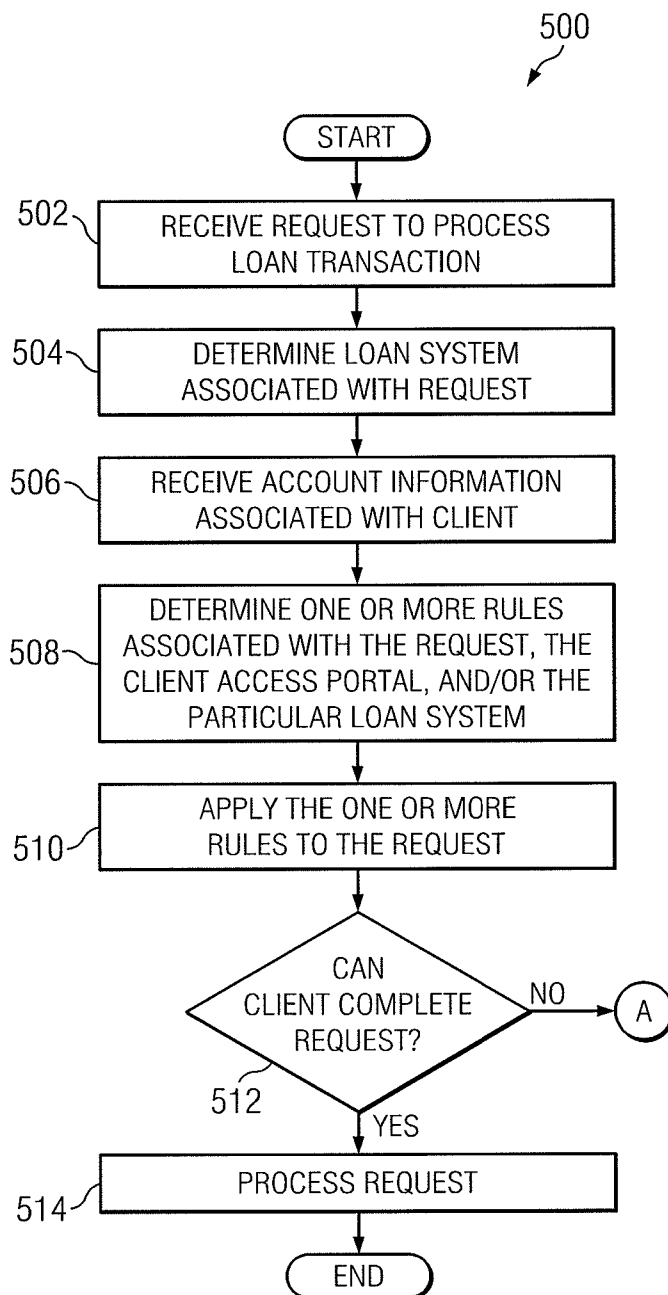 500
START
502
RECEIVE REQUEST TO PROCESS
LOAN TRANSACTION
504
DETERMINE LOAN SYSTEM
ASSOCIATED WITH REQUEST
506
RECEIVE ACCOUNT INFORMATION
ASSOCIATED WITH CLIENT
508
DETERMINE ONE OR MORE RULES
ASSOCIATED WITH THE REQUEST, THE
CLIENT ACCESS PORTAL, AND/OR THE
PARTICULAR LOAN SYSTEM
510
APPLY THE ONE OR MORE
RULES TO THE REQUEST
CAN
CLIENT COMPLETE
REQUEST?
NO
A
512
YES
PROCESS REQUEST
514
END